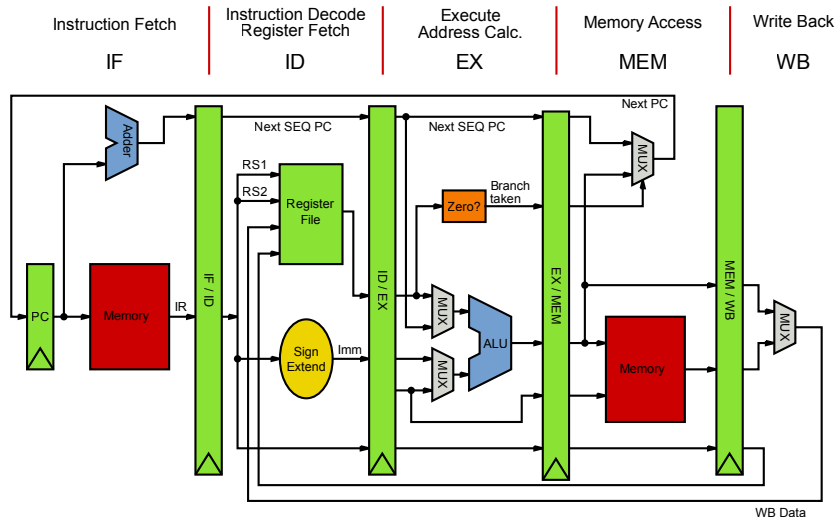 Instruction Fetch
IF
Instruction Decode
Register Fetch
ID
Execute
Address Calc.
EX
Memory Access
MEM
Write Back
WB
Next PC
Adder
Next SEQ PC
Next SEQ PC
MUX
RS1
RS2
Register
File
Branch
taken
Zero?
IF / ID
ID / EX
EX / MEM
MEM / WB
PC
Memory
IR
MUX
ALU
MUX
Sign
Extend
Imm
MUX
Memory
WB Data